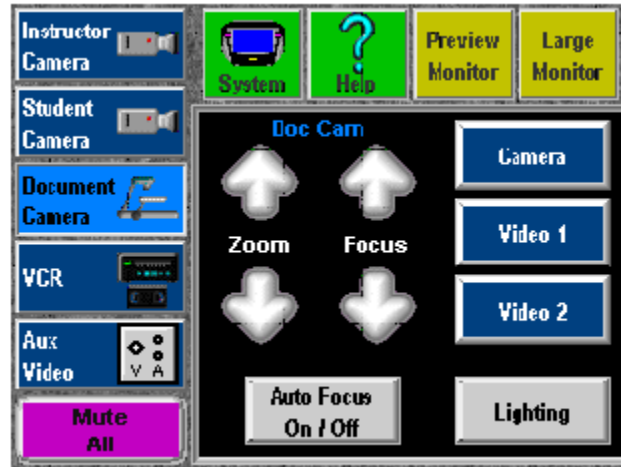 Instructor
Camera
Student
Camera
Document
Camera
VCR
Aux
Video
V A
Mute
All
System
Help
Preview
Monitor
Large
Monitor
Doc Cam
Zoom
Focus
Camera
Video 1
Video 2
Auto Focus
On / Off
Lighting